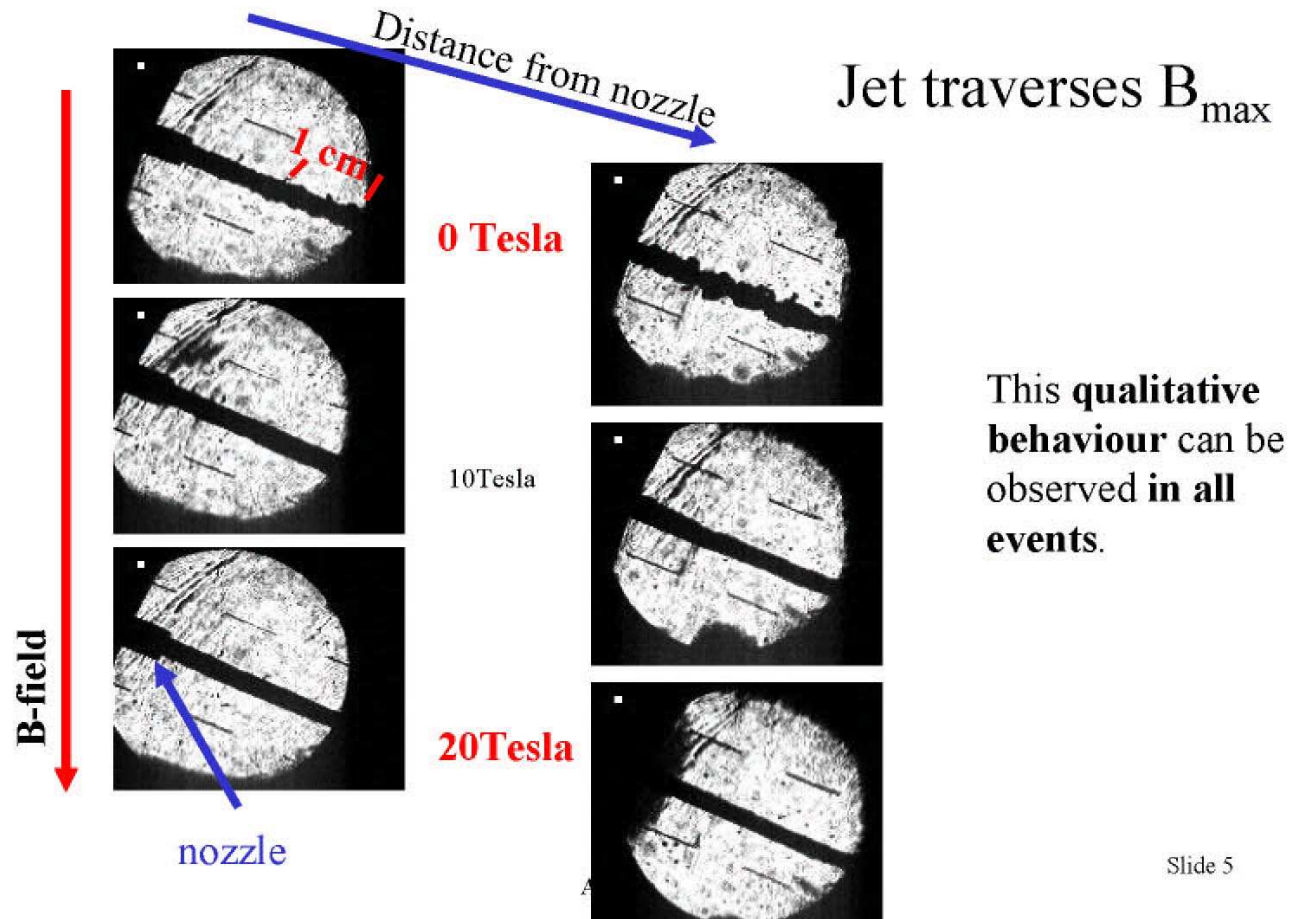 Distance from nozzle
Jet traverses Bmax
1 cm
0 Tesla
This qualitative
behaviour can be
observed in all
events.
10Tesla
B-field
20Tesla
nozzle
Slide 5